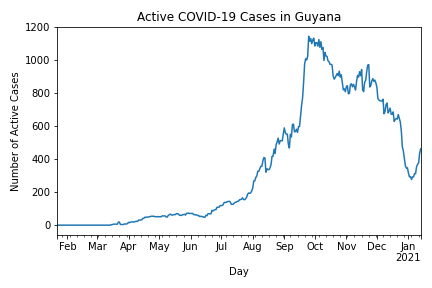 Active COVID-19 Cases in Guyana
1200
1000
800
600
400
200
0
Number of Active Cases
Feb Mar Apr May Jun Jul Aug Sep Oct Nov Dec Jan
2021
Day